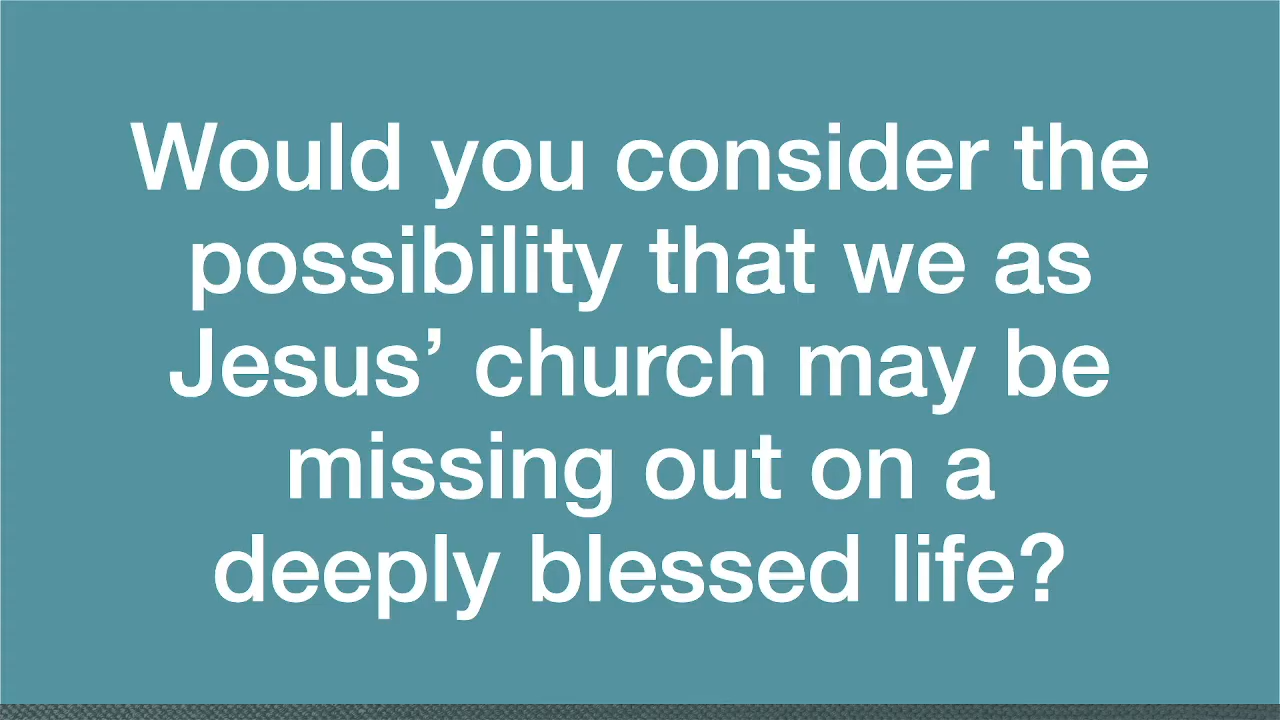 Would you consider the
possibility that we as
Jesus’ church may be
missing out on a
deeply blessed life?